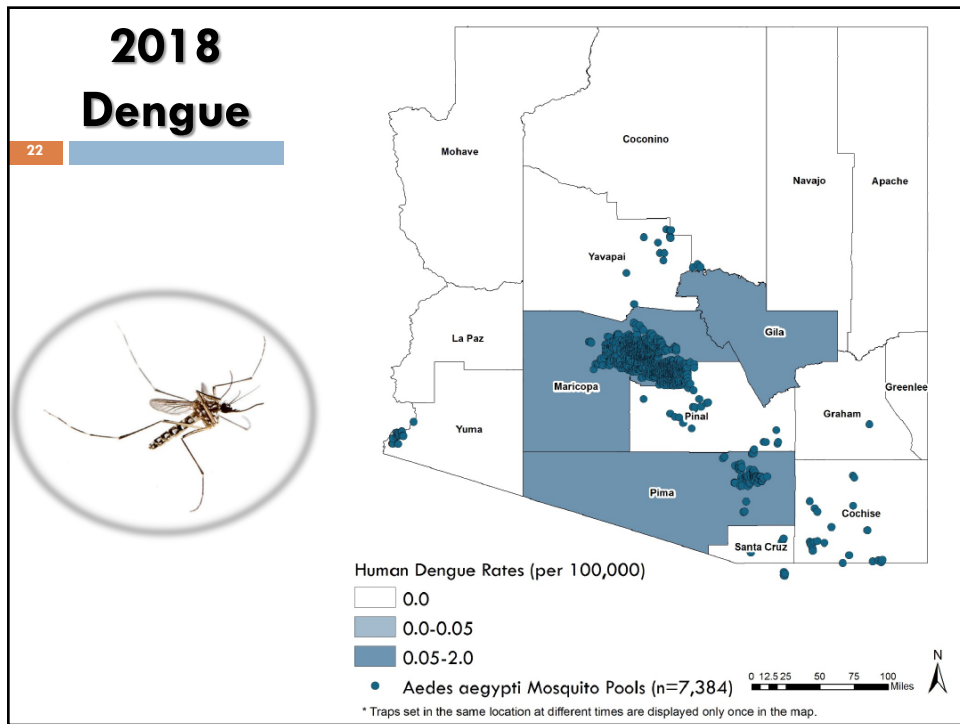 2018
Dengue
22
Mohave
Coconino
Navajo
Apache
Yavapai
La Paz
Gila
Maricopa
Greenlee
Pinal
Graham
Yuma
Pima
Cochise
Santa Cruz
Human Dengue Rates (per 100,000)
0.0
0.0-0.05
0.05-2.0
Aedes aegypti Mosquito Pools (n=7,384)
0 12.5 25 50 75 100
Miles
N
* Traps set in the same location at different times are displayed only once in the map.